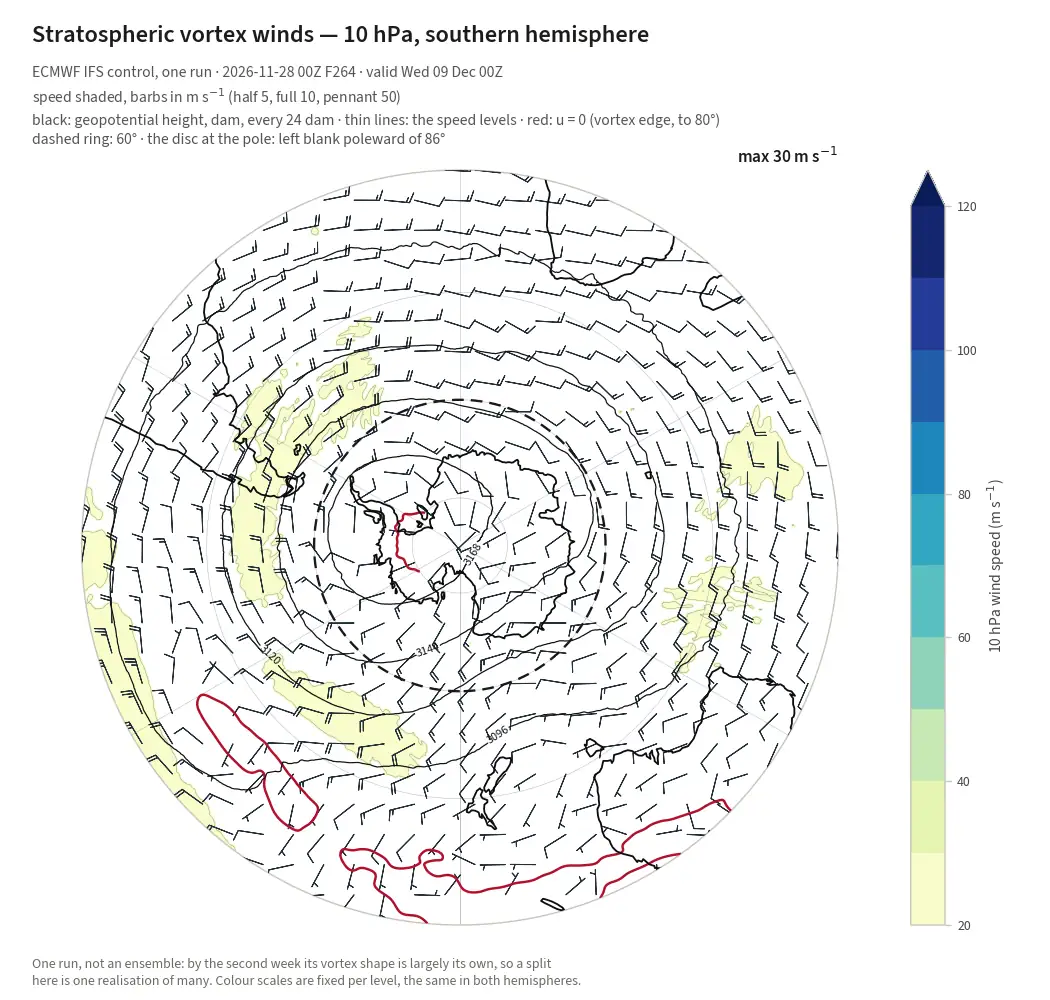 Stratospheric vortex winds — 10 hPa, southern hemisphere
ECMWF IFS control, one run · 2026-11-28 00Z F264 · valid Wed 09 Dec 00Z
speed shaded, barbs in m s⁻¹ (half 5, full 10, pennant 50)
black: geopotential height, dam, every 24 dam · thin lines: the speed levels · red: u = 0 (vortex edge, to 80°)
dashed ring: 60° · the disc at the pole: left blank poleward of 86°
max 30 m s⁻¹
120
100
80
60
40
20
10 hPa wind speed (m s⁻¹)
3168
3144
3120
3096
One run, not an ensemble: by the second week its vortex shape is largely its own, so a split
here is one realisation of many. Colour scales are fixed per level, the same in both hemispheres.